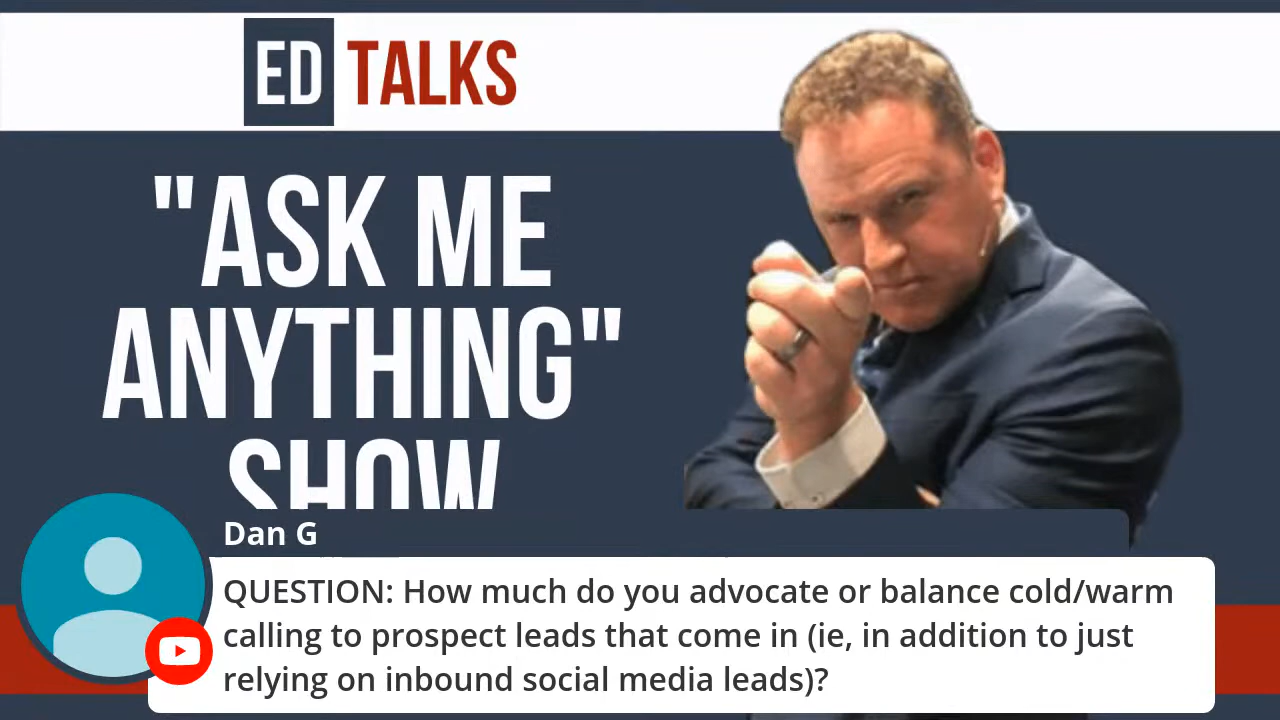 ED TALKS
"ASK ME
ANYTHING"
SHOW
Dan G
QUESTION: How much do you advocate or balance cold/warm
calling to prospect leads that come in (ie, in addition to just
relying on inbound social media leads)?